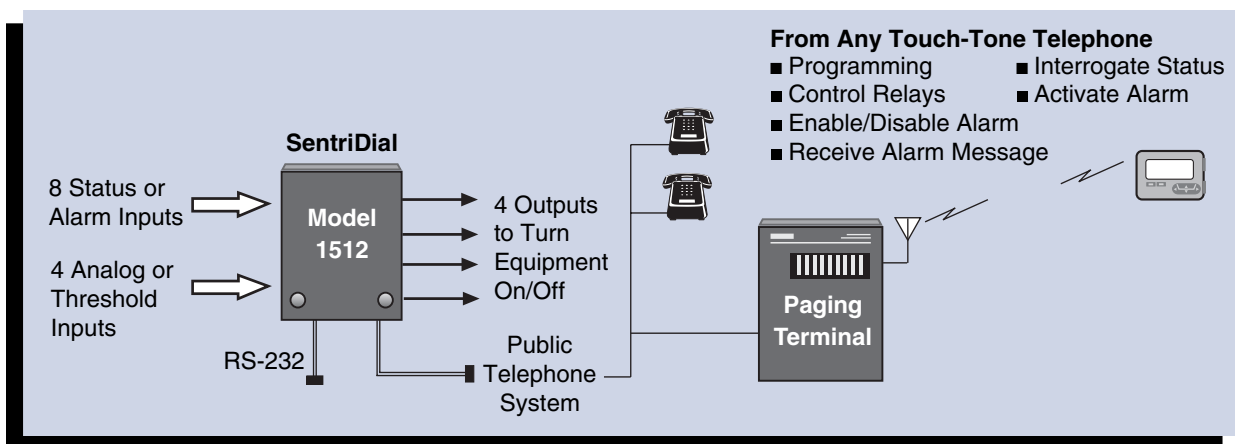 From Any Touch-Tone Telephone
■ Programming
■ Interrogate Status
■ Control Relays
■ Activate Alarm
■ Enable/Disable Alarm
■ Receive Alarm Message
SentriDial
8 Status or
Alarm Inputs
4 Analog or
Threshold
Inputs
Model
1512
4 Outputs
to Turn
Equipment
On/Off
RS-232
Public
Telephone
System
Paging
Terminal